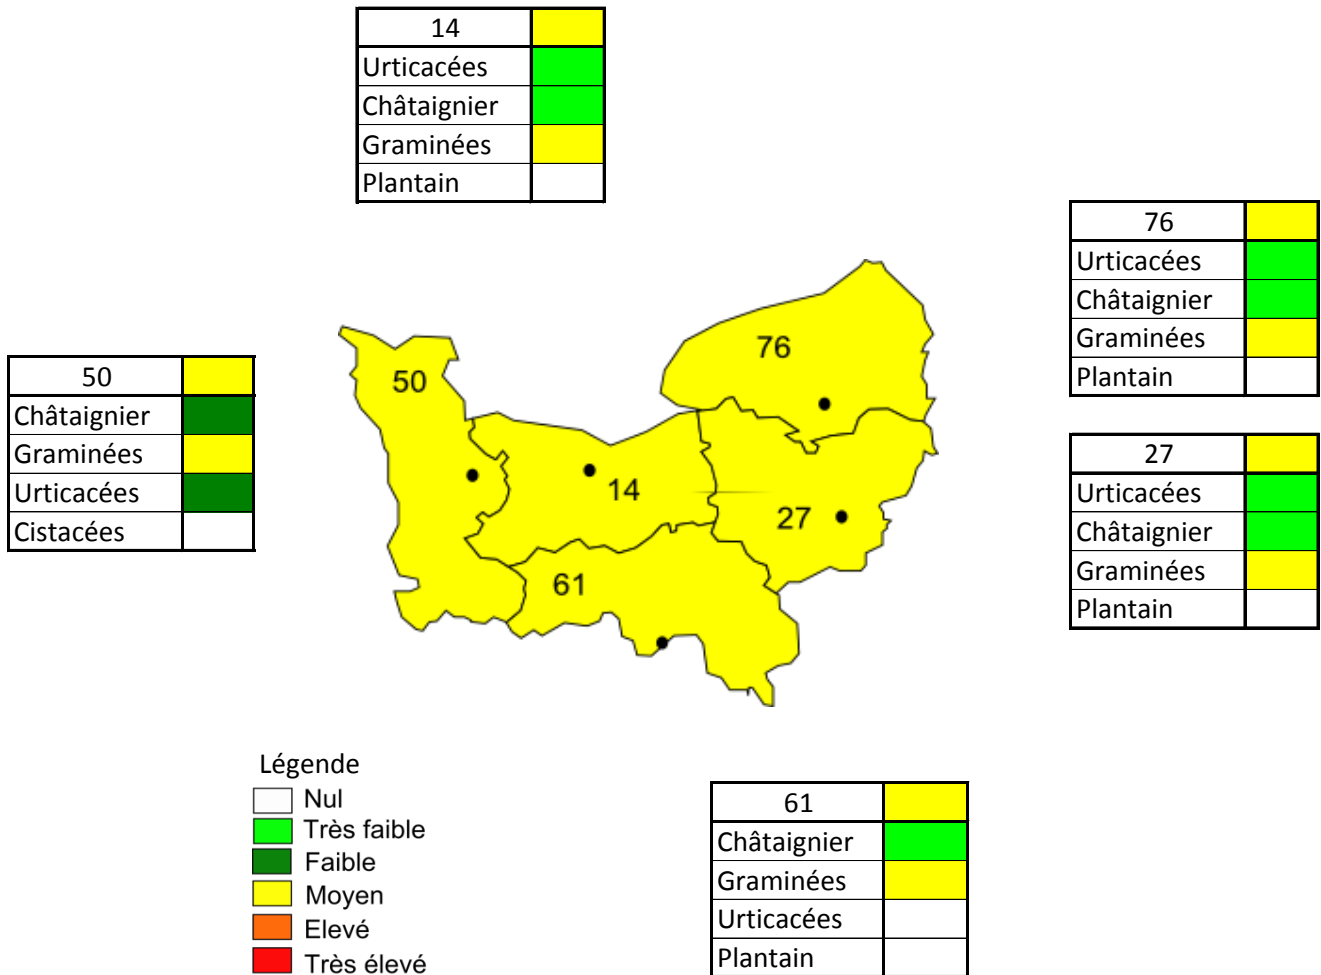 14
Urticacées
Châtaignier
Graminées
Plantain
76
Urticacées
Châtaignier
Graminées
Plantain
50
Châtaignier
Graminées
Urticacées
Cistacées
76
50
14
27
61
27
Urticacées
Châtaignier
Graminées
Plantain
Légende
Nul
Très faible
Faible
Moyen
Elevé
Très élevé
61
Châtaignier
Graminées
Urticacées
Plantain